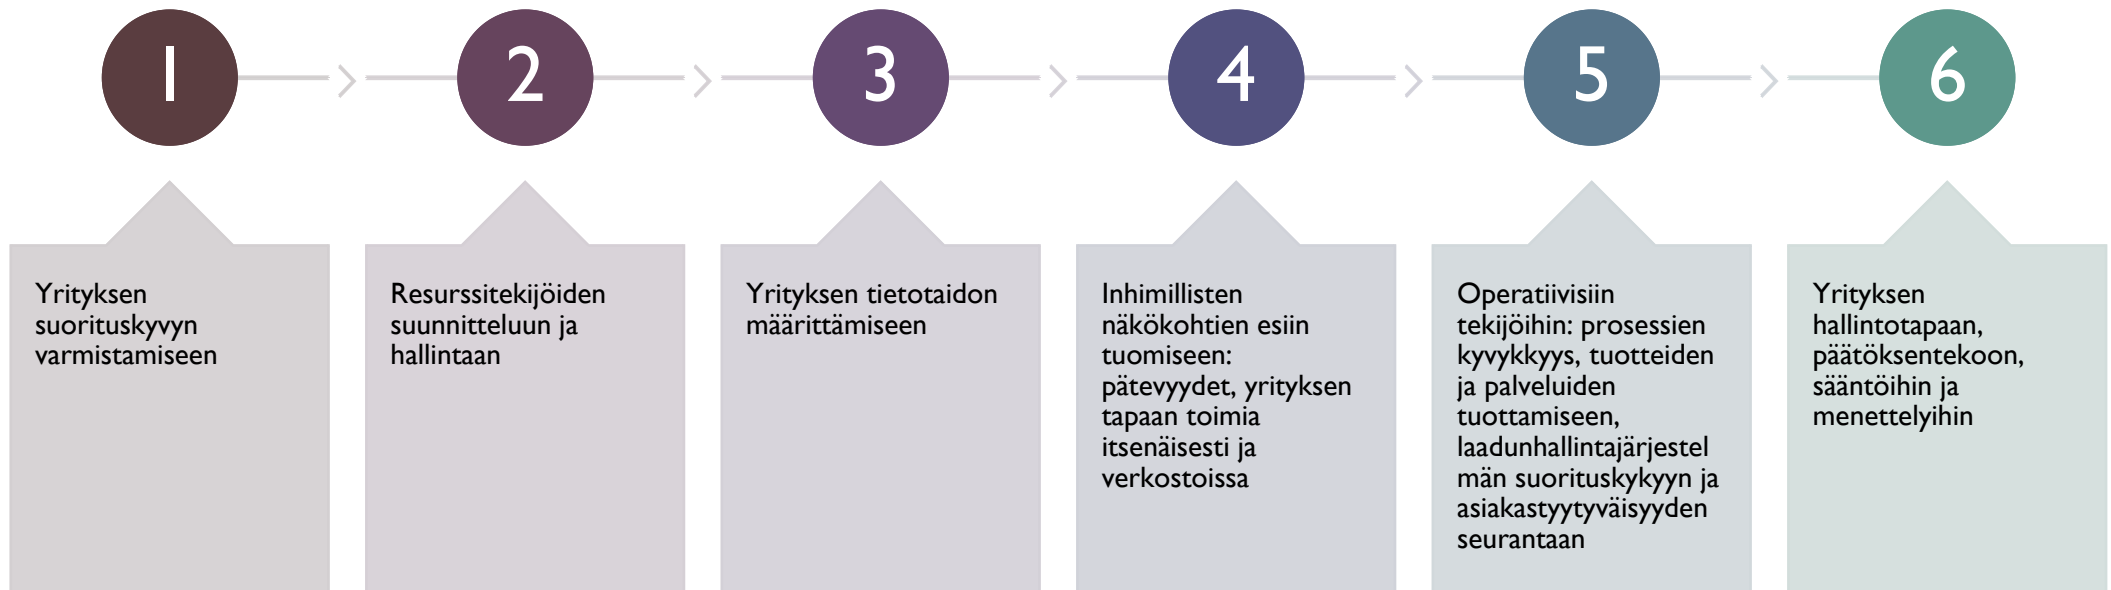 1
2
3
4
5
6
Yrityksen
suorituskyvyn
varmistamiseen
Resurssitekijöiden
suunnitteluun ja
hallintaan
Yrityksen tietotaidon
määrittämiseen
Inhimillisten
näkökohtien esiin
tuomiseen:
pätevyydet, yrityksen
tapaan toimia
itsenäisesti ja
verkostoissa
Operatiivisiin
tekijöihin: prosessien
kyvykkyys, tuotteiden
ja palveluiden
tuottamiseen,
laadunhallintajärjestel
män suorituskykyyn ja
asiakastyytyväisyyden
seurantaan
Yrityksen
hallintotapaan,
päätöksentekoon,
sääntöihin ja
menettelyihin